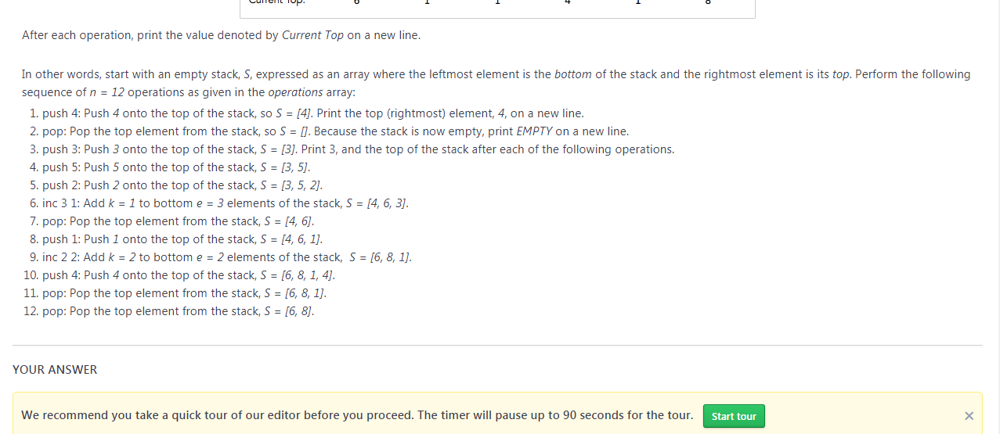 Current Top: 6 1 1 4 1 8
After each operation, print the value denoted by Current Top on a new line.
In other words, start with an empty stack, S, expressed as an array where the leftmost element is the bottom of the stack and the rightmost element is its top. Perform the following
sequence of n = 12 operations as given in the operations array:
1. push 4: Push 4 onto the top of the stack, so S = [4]. Print the top (rightmost) element, 4, on a new line.
2. pop: Pop the top element from the stack, so S = []. Because the stack is now empty, print EMPTY on a new line.
3. push 3: Push 3 onto the top of the stack, S = [3]. Print 3, and the top of the stack after each of the following operations.
4. push 5: Push 5 onto the top of the stack, S = [3, 5].
5. push 2: Push 2 onto the top of the stack, S = [3, 5, 2].
6. inc 3 1: Add k = 1 to bottom e = 3 elements of the stack, S = [4, 6, 3].
7. pop: Pop the top element from the stack, S = [4, 6].
8. push 1: Push 1 onto the top of the stack, S = [4, 6, 1].
9. inc 2 2: Add k = 2 to bottom e = 2 elements of the stack, S = [6, 8, 1].
10. push 4: Push 4 onto the top of the stack, S = [6, 8, 1, 4].
11. pop: Pop the top element from the stack, S = [6, 8, 1].
12. pop: Pop the top element from the stack, S = [6, 8].
YOUR ANSWER
We recommend you take a quick tour of our editor before you proceed. The timer will pause up to 90 seconds for the tour. Start tour ×